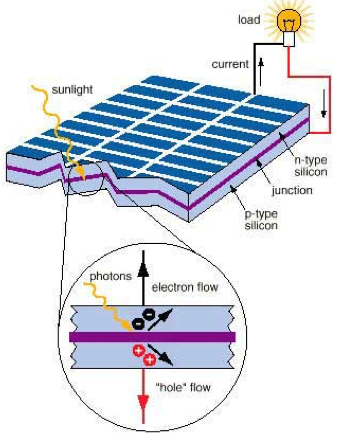 load
current
sunlight
n-type
silicon
junction
p-type
silicon
photons
electron flow
"hole" flow